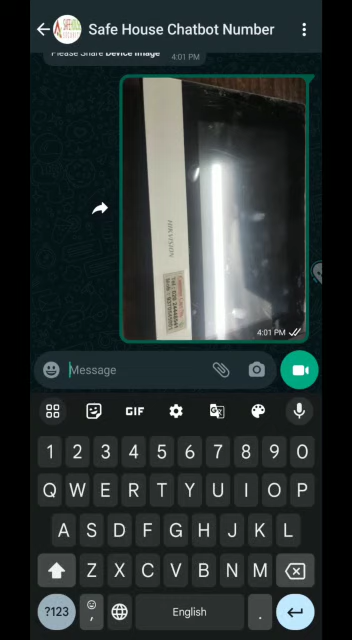 Safe House Chatbot Number
Please Share Device Image
4:01 PM
HIKVISION
4:01 PM
Message
GIF
1 2 3 4 5 6 7 8 9 0
Q W E R T Y U I O P
A S D F G H J K L
Z X C V B N M
?123
,
English
.